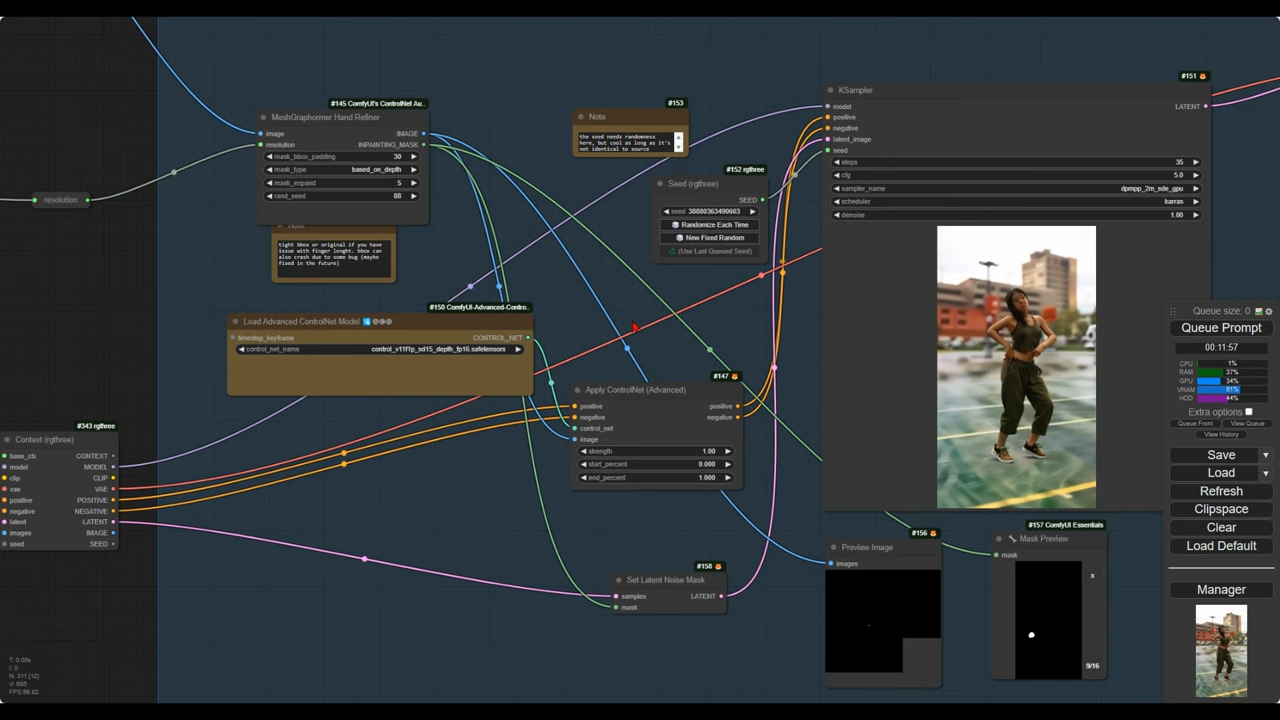 #145 ComfyUI's ControlNet Au..
MeshGraphormer Hand Refiner
image IMAGE
resolution INPAINTING_MASK
mask_bbox_padding 30
mask_type based_on_depth
mask_expand 5
rand_seed 88
tight bbox or original if you have
issue with finger lenght. bbox can
also crash due to some bug (maybe
fixed in the future)
resolution
#153
Note
the seed needs randomness
here, but cool as long as it's
not identical to source
#152 rgthree
Seed (rgthree)
SEED
seed 38880363490603
Randomize Each Time
New Fixed Random
(Use Last Queued Seed)
#150 ComfyUI-Advanced-Contro..
Load Advanced ControlNet Model
timestep_keyframe CONTROL_NET
control_net_name control_v11f1p_sd15_depth_fp16.safetensors
#147
Apply ControlNet (Advanced)
positive positive
negative negative
control_net
image
strength 1.00
start_percent 0.000
end_percent 1.000
#343 rgthree
Context (rgthree)
base_ctx CONTEXT
model MODEL
clip CLIP
vae VAE
positive POSITIVE
negative NEGATIVE
latent LATENT
images IMAGE
seed SEED
#158
Set Latent Noise Mask
samples LATENT
mask
#151
KSampler
model LATENT
positive
negative
latent_image
seed
steps 35
cfg 5.0
sampler_name dpmpp_2m_sde_gpu
scheduler karras
denoise 1.00
#156
Preview Image
images
#157 ComfyUI Essentials
Mask Preview
mask
x
9/16
Queue size: 0
Queue Prompt
00:11:57
CPU 1%
RAM 37%
GPU 34%
VRAM 61%
HDD 44%
Extra options
Queue Front View Queue
View History
Save
Load
Refresh
Clipspace
Clear
Load Default
Manager
T: 0.00s
I: 0
N: 311 [12]
V: 665